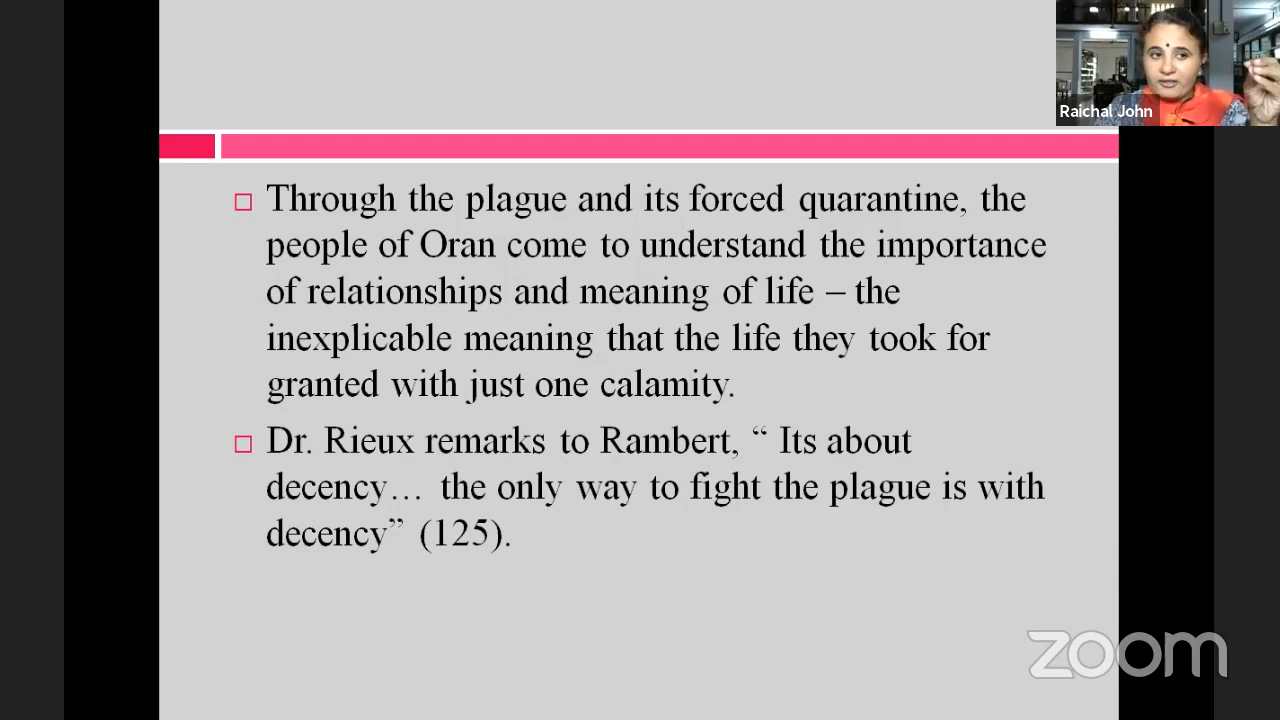 Raichal John
Through the plague and its forced quarantine, the
people of Oran come to understand the importance
of relationships and meaning of life – the
inexplicable meaning that the life they took for
granted with just one calamity.
Dr. Rieux remarks to Rambert, “ Its about
decency… the only way to fight the plague is with
decency” (125).
zoom